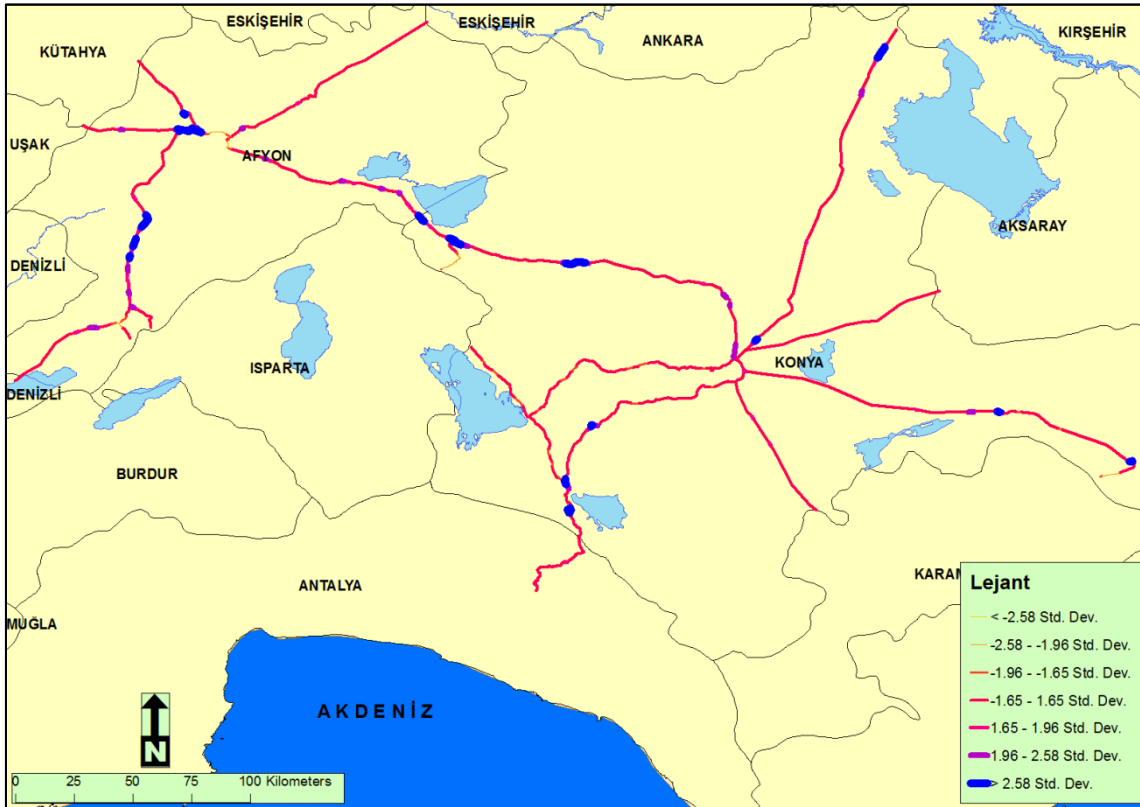 ESKİŞEHİR
ESKİŞEHİR
ANKARA
KIRŞEHİR
KÜTAHYA
UŞAK
AFYON
AKSARAY
DENİZLİ
ISPARTA
KONYA
DENİZLİ
BURDUR
ANTALYA
KARAM
MUĞLA
AKDENİZ
N
0 25 50 100 Kilometers
Lejant
< -2.58 Std. Dev.
-2.58 - -1.96 Std. Dev.
-1.96 - -1.65 Std. Dev.
-1.65 - 1.65 Std. Dev.
1.65 - 1.96 Std. Dev.
1.96 - 2.58 Std. Dev.
> 2.58 Std. Dev.